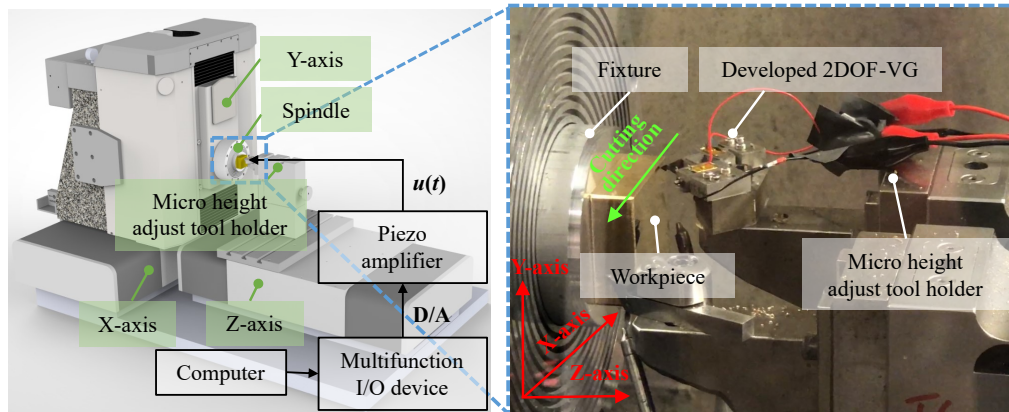 Y-axis
Spindle
u(t)
Micro height
adjust tool holder
Piezo
amplifier
X-axis
Z-axis
D/A
Computer
Multifunction
I/O device
Fixture
Developed 2DOF-VG
Cutting
direction
Workpiece
Micro height
adjust tool holder
Y-axis
X-axis
Z-axis